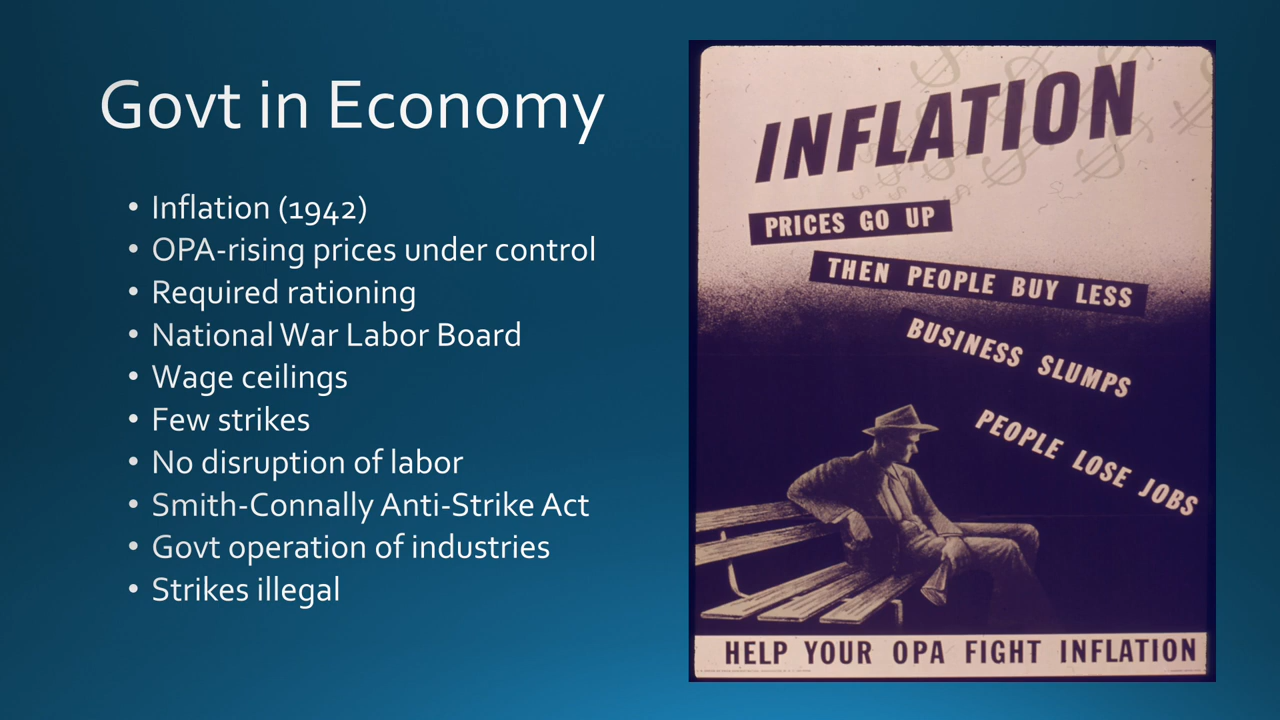 Govt in Economy
• Inflation (1942)
• OPA-rising prices under control
• Required rationing
• National War Labor Board
• Wage ceilings
• Few strikes
• No disruption of labor
• Smith-Connally Anti-Strike Act
• Govt operation of industries
• Strikes illegal
INFLATION
PRICES GO UP
THEN PEOPLE BUY LESS
BUSINESS SLUMPS
PEOPLE LOSE JOBS
HELP YOUR OPA FIGHT INFLATION